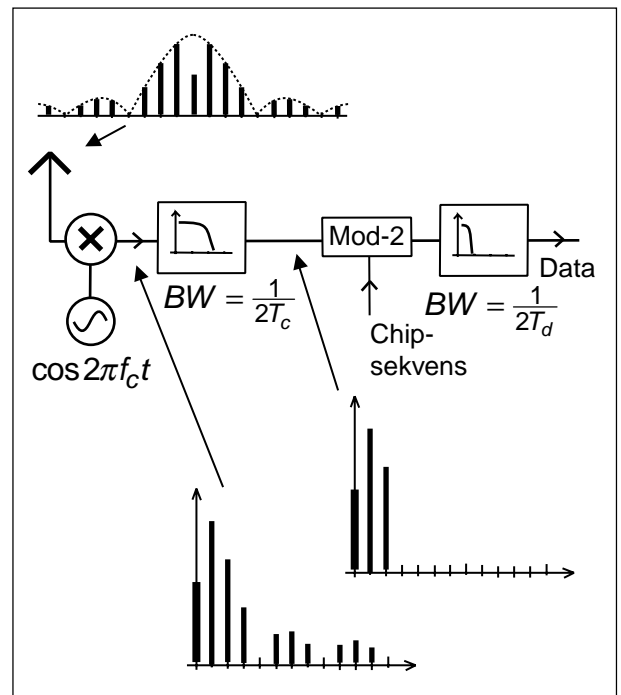 Mod-2
Data
BW = 1/2T_c
BW = 1/2T_d
Chip-
sekvens
cos 2πf_ct